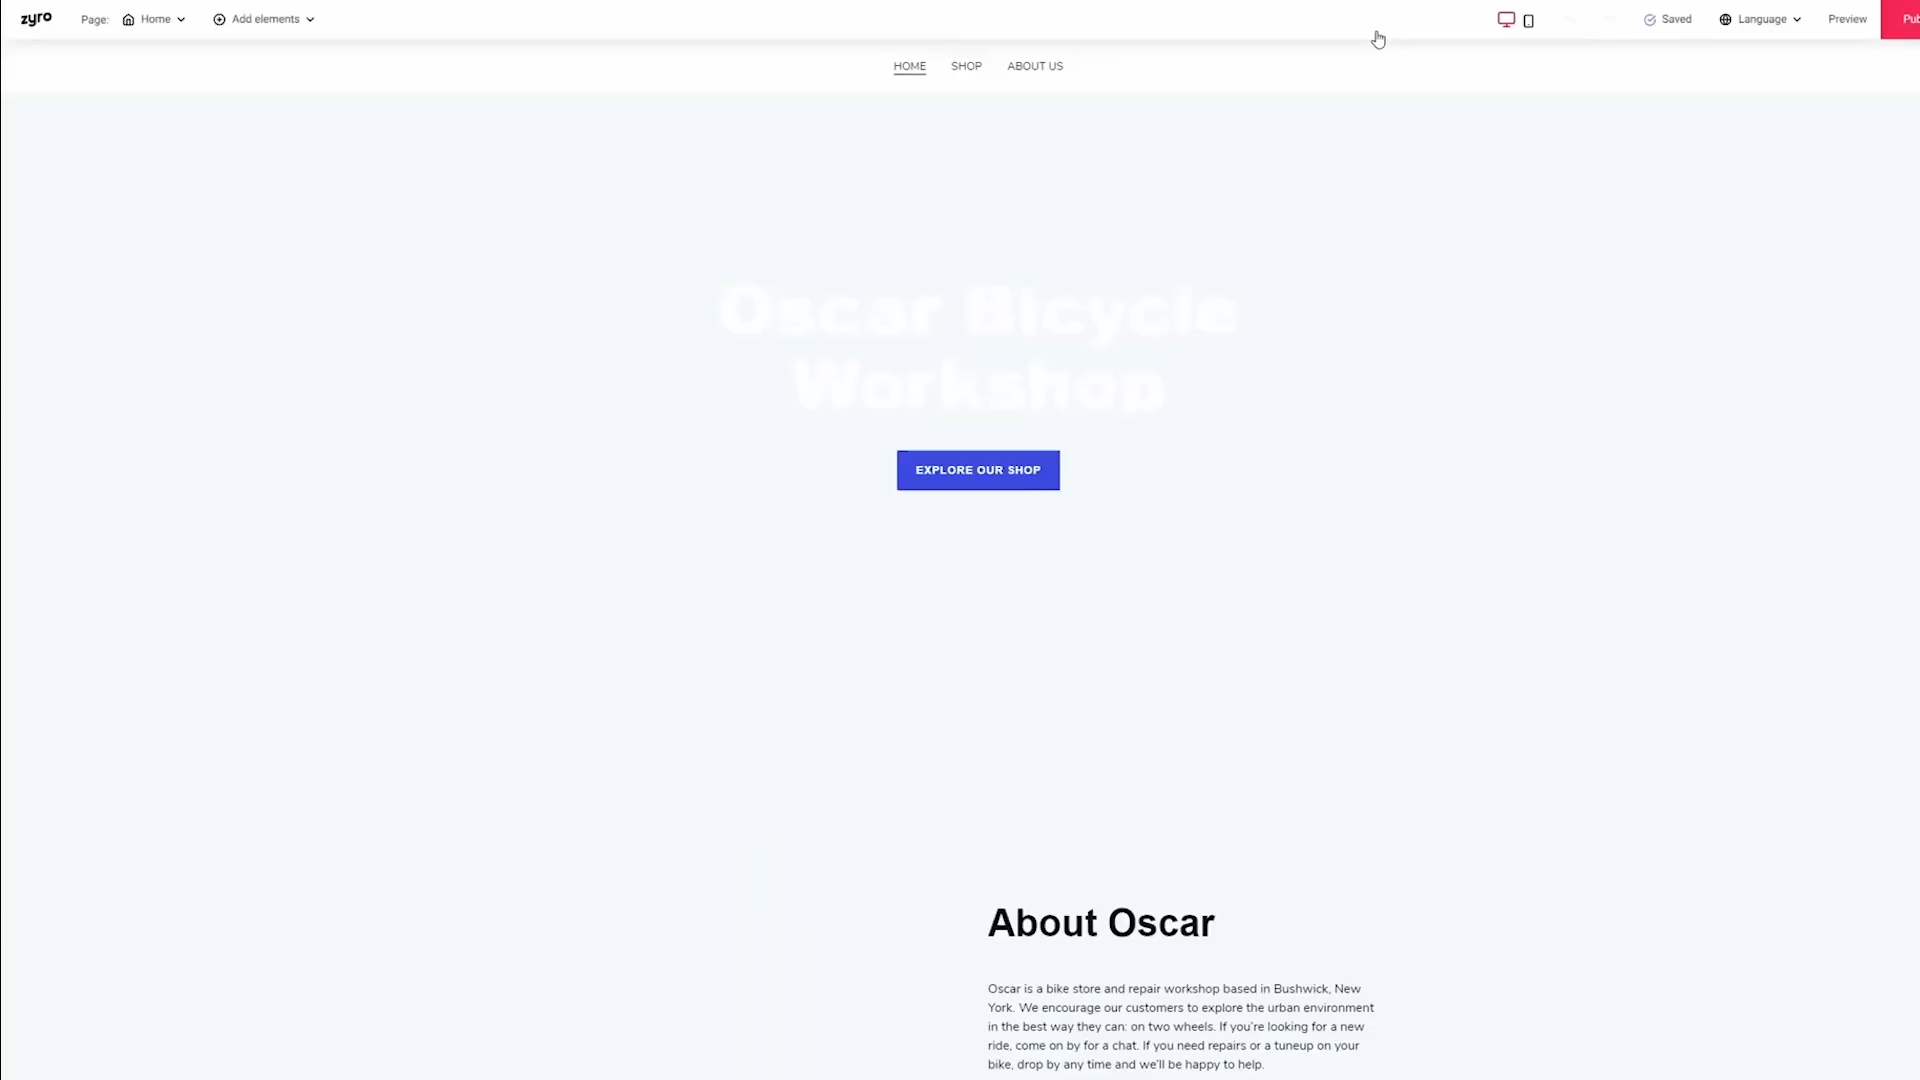 zyro Page: Home Add elements Saved Language Preview
HOME SHOP ABOUT US
Oscar Bicycle
Workshop
EXPLORE OUR SHOP
About Oscar
Oscar is a bike store and repair workshop based in Bushwick, New
York. We encourage our customers to explore the urban environment
in the best way they can: on two wheels. If you're looking for a new
ride, come on by for a chat. If you need repairs or a tuneup on your
bike, drop by any time and we'll be happy to help.